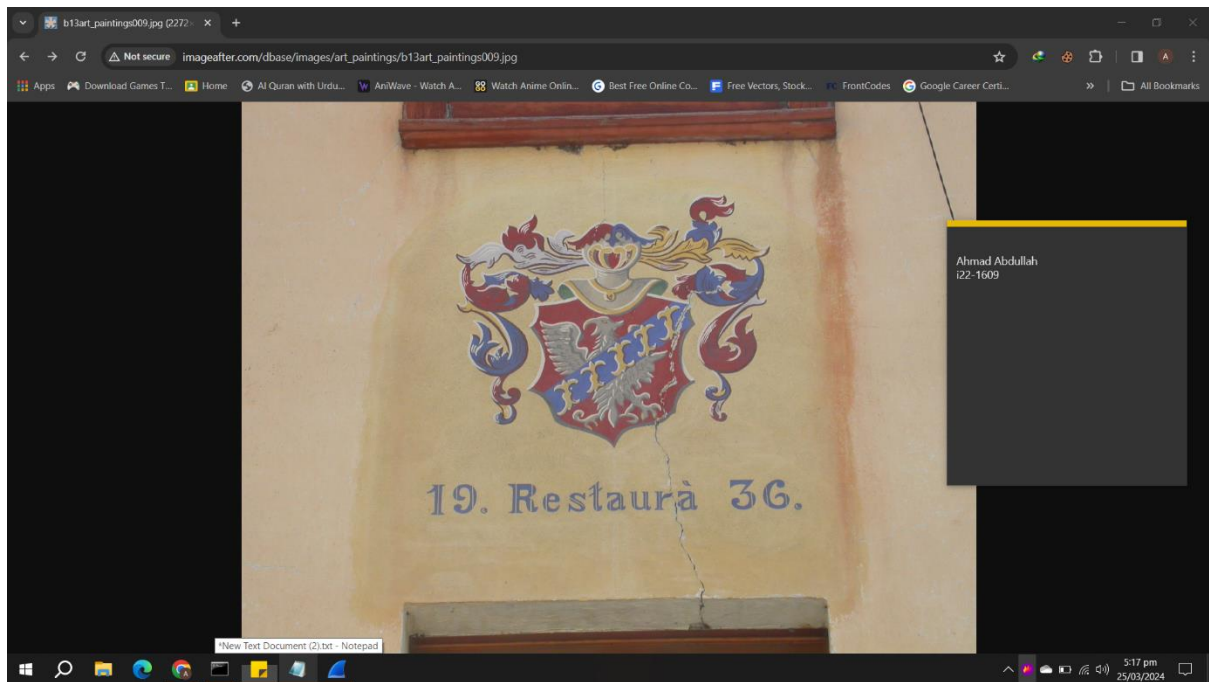 b13art_paintings009.jpg (2272×
Not secure imageafter.com/dbase/images/art_paintings/b13art_paintings009.jpg
Apps Download Games T... Home Al Quran with Urdu... AniWave - Watch A... Watch Anime Onlin... Best Free Online Co... Free Vectors, Stock... FrontCodes Google Career Certi... » All Bookmarks
Ahmad Abdullah
i22-1609
19. Restaurà 36.
*New Text Document (2).txt - Notepad
5:17 pm
25/03/2024